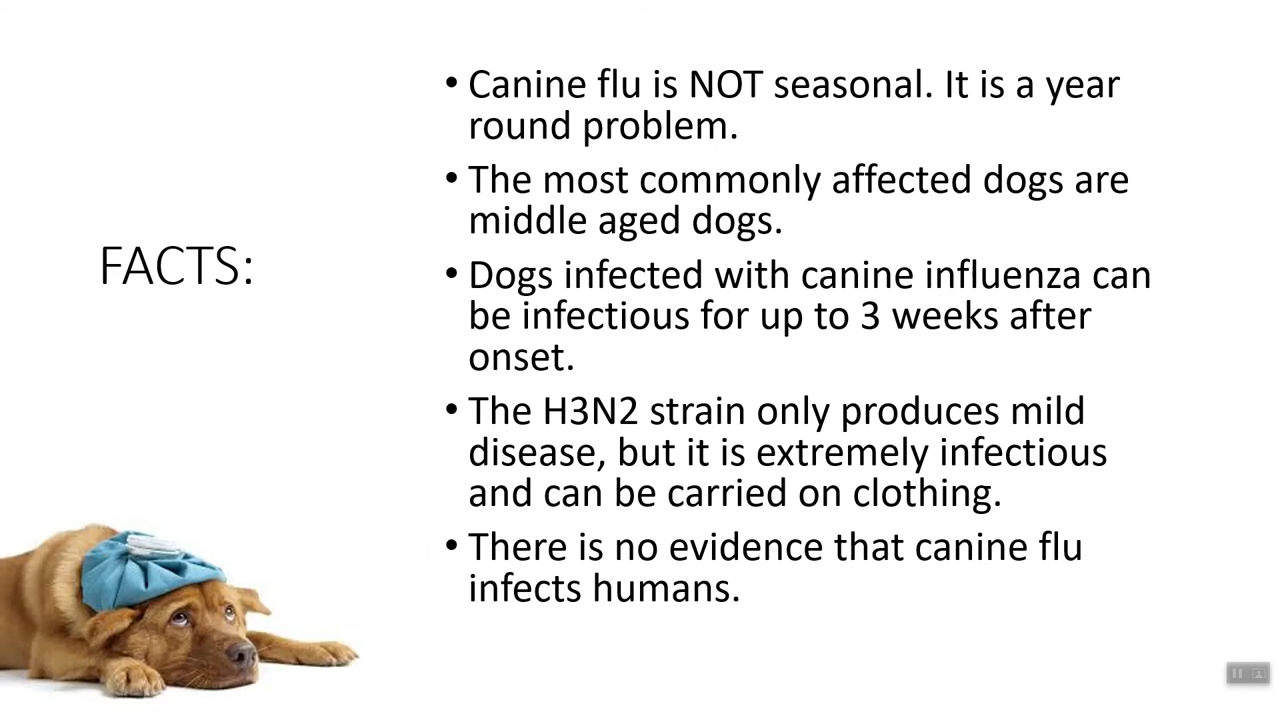 FACTS:
• Canine flu is NOT seasonal. It is a year
round problem.
• The most commonly affected dogs are
middle aged dogs.
• Dogs infected with canine influenza can
be infectious for up to 3 weeks after
onset.
• The H3N2 strain only produces mild
disease, but it is extremely infectious
and can be carried on clothing.
• There is no evidence that canine flu
infects humans.